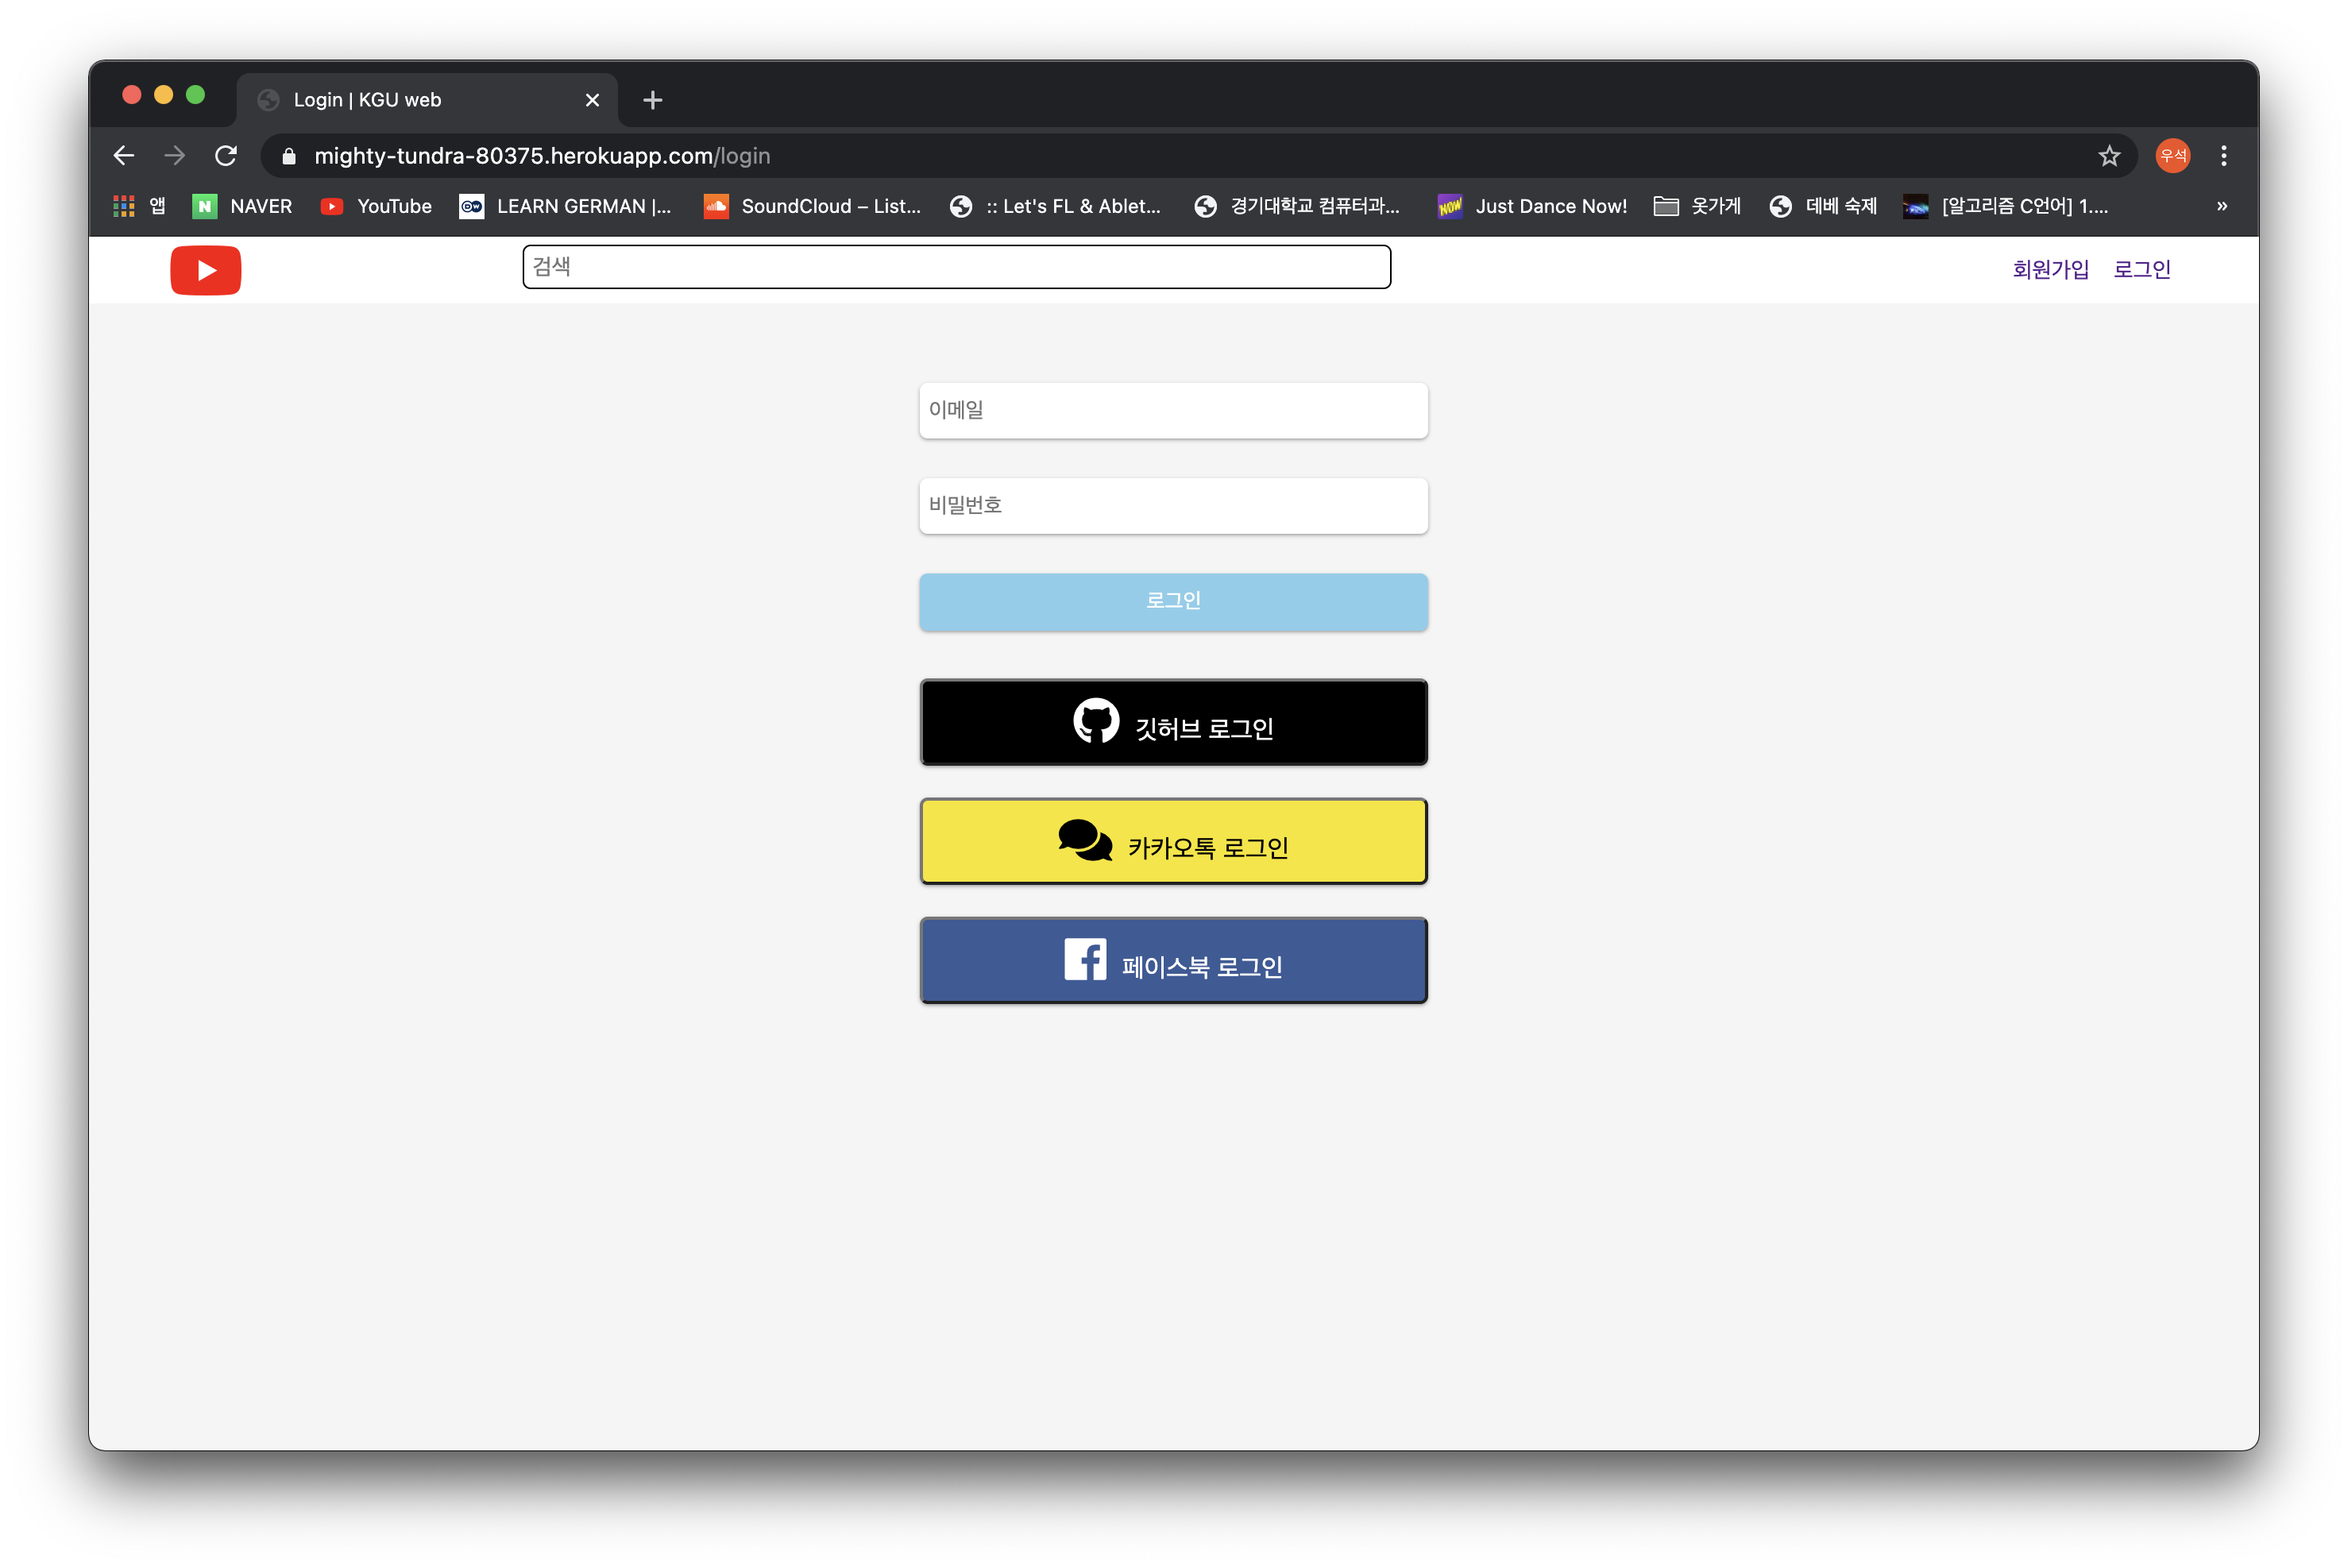 Login | KGU web
mighty-tundra-80375.herokuapp.com/login
우석
앱 NAVER YouTube DW LEARN GERMAN |... SoundCloud – List... :: Let's FL & Ablet... 경기대학교 컴퓨터과... NOW Just Dance Now! 옷가게 데베 숙제 [알고리즘 C언어] 1.... »
검색 회원가입 로그인
이메일
비밀번호
로그인
깃허브 로그인
카카오톡 로그인
페이스북 로그인